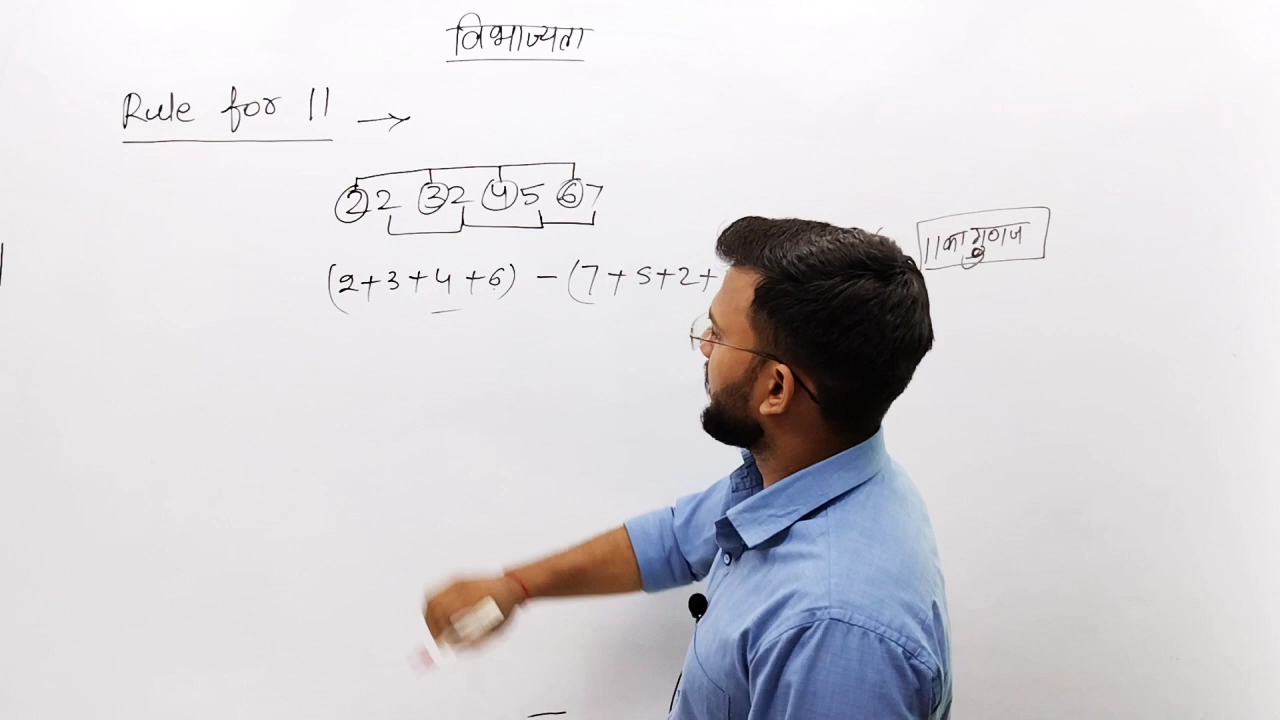 विभाज्यता
Rule for 11 →
22324567
(2+3+4+6) - (7+5+2+
11 का गुणज